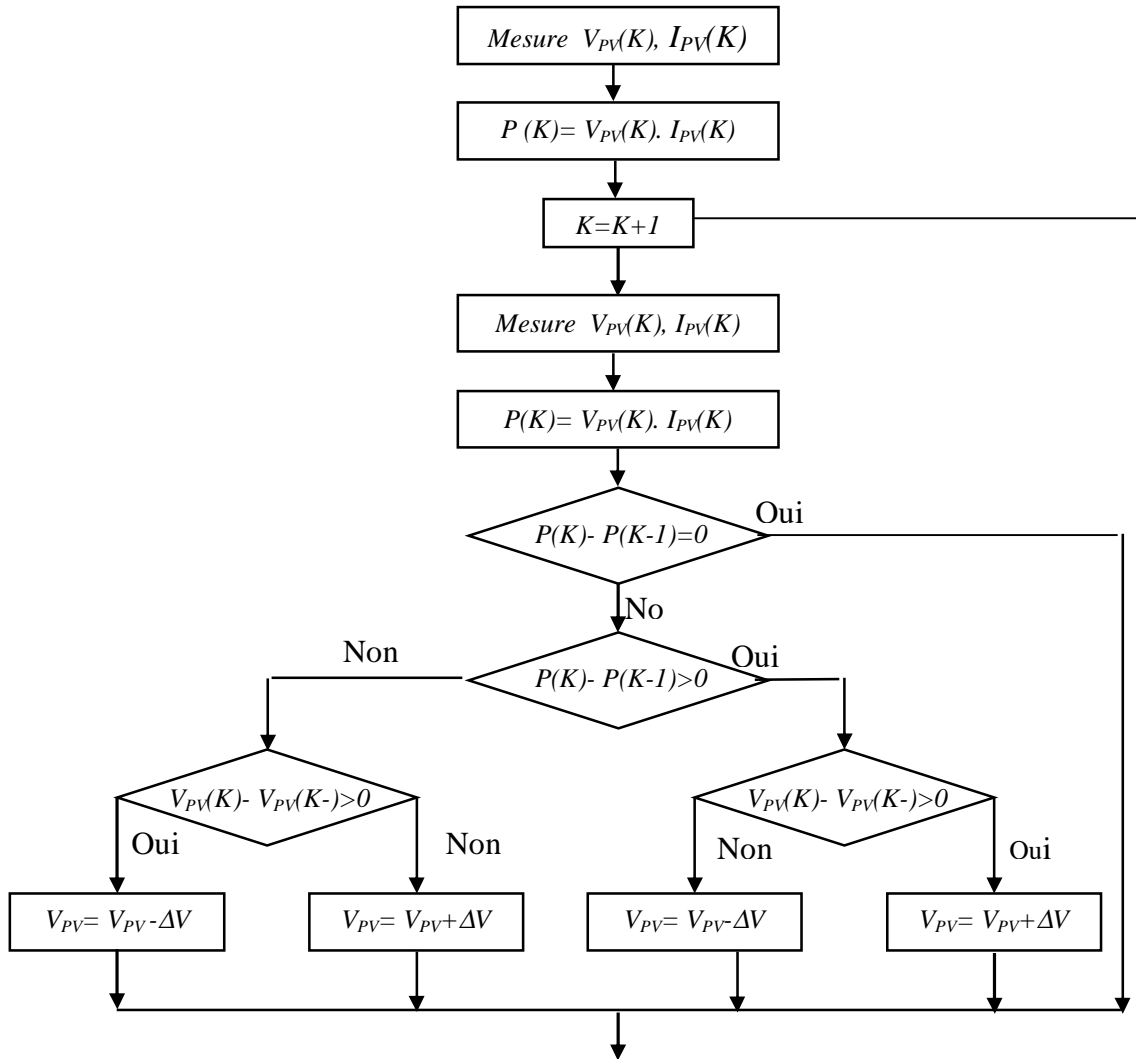 Mesure V_PV(K), I_PV(K)
P (K)= V_PV(K). I_PV(K)
K=K+1
Mesure V_PV(K), I_PV(K)
P(K)= V_PV(K). I_PV(K)
P(K)- P(K-1)=0
Oui
No
Non
P(K)- P(K-1)>0
Oui
V_PV(K)- V_PV(K-)>0
V_PV(K)- V_PV(K-)>0
Oui
Non
Non
Oui
V_PV= V_PV -ΔV
V_PV= V_PV+ΔV
V_PV= V_PV-ΔV
V_PV= V_PV+ΔV